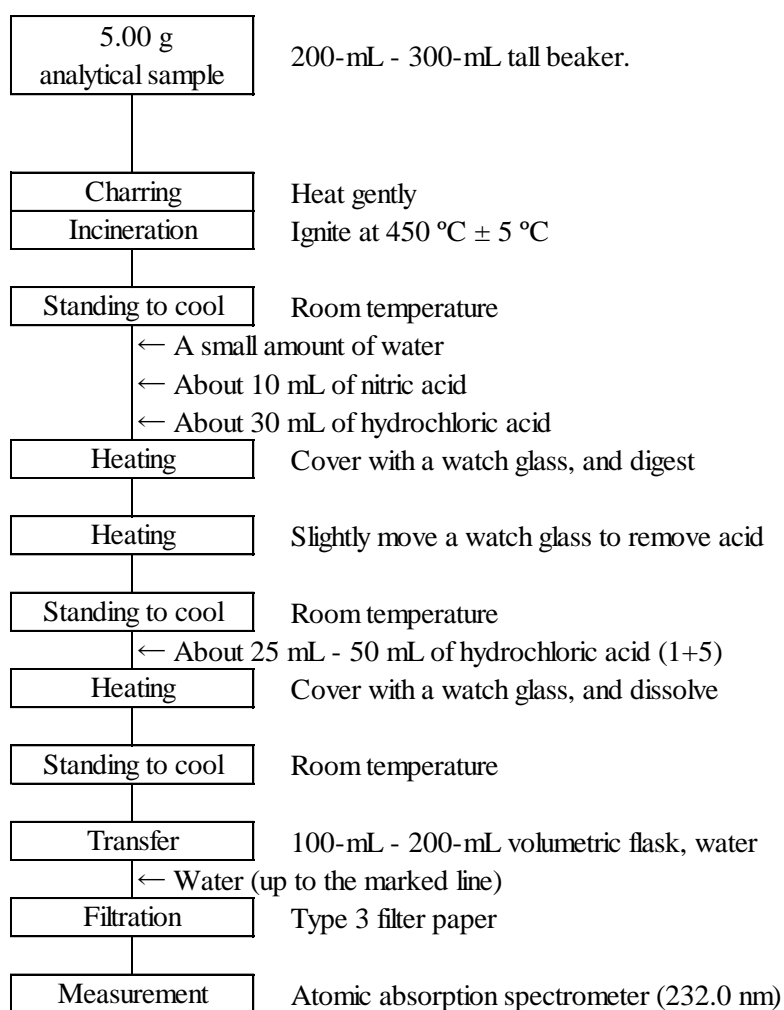 5.00 g
analytical sample
200-mL - 300-mL tall beaker.
Charring
Heat gently
Incineration
Ignite at 450 ºC ± 5 ºC
Standing to cool
Room temperature
← A small amount of water
← About 10 mL of nitric acid
← About 30 mL of hydrochloric acid
Heating
Cover with a watch glass, and digest
Heating
Slightly move a watch glass to remove acid
Standing to cool
Room temperature
← About 25 mL - 50 mL of hydrochloric acid (1+5)
Heating
Cover with a watch glass, and dissolve
Standing to cool
Room temperature
Transfer
100-mL - 200-mL volumetric flask, water
← Water (up to the marked line)
Filtration
Type 3 filter paper
Measurement
Atomic absorption spectrometer (232.0 nm)